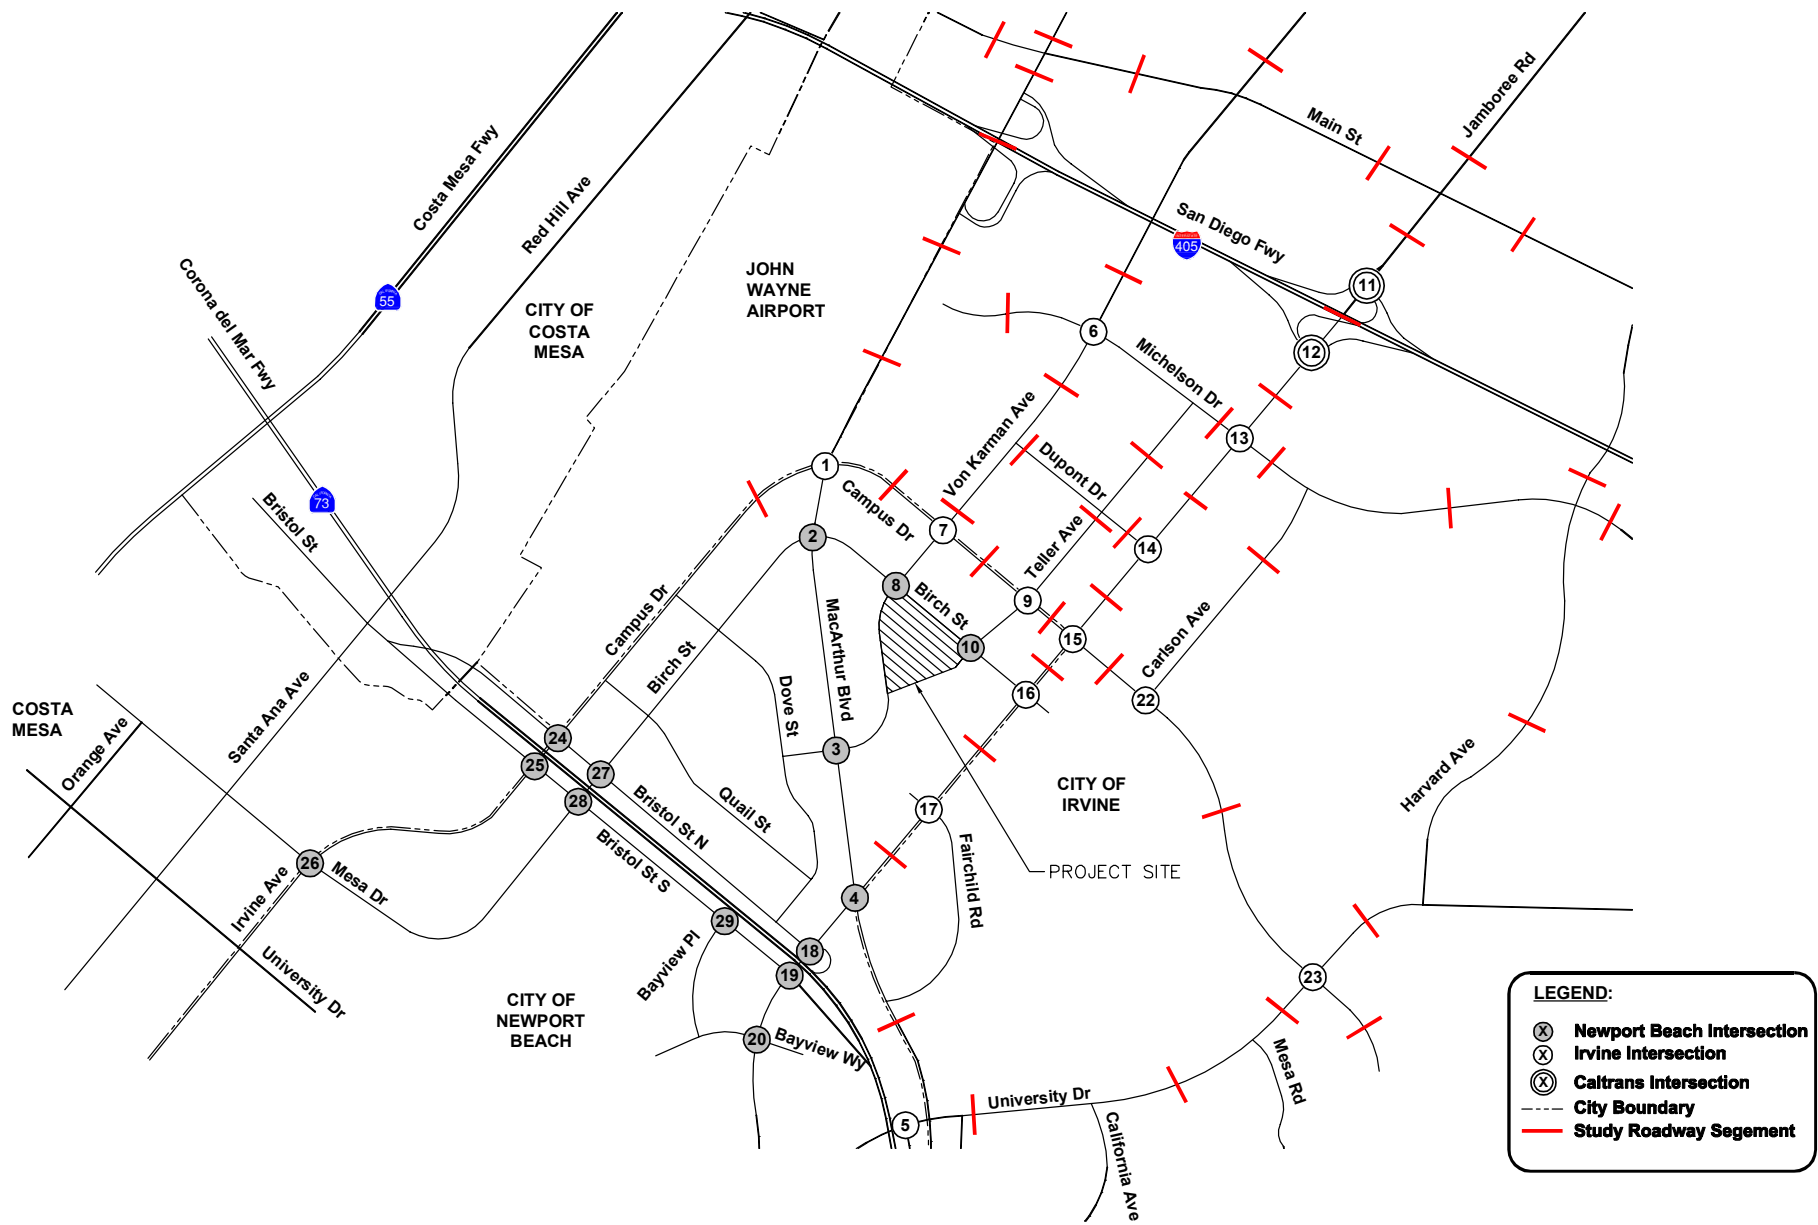 Main St
Jamboree Rd
Costa Mesa Fwy
Red Hill Ave
San Diego Fwy
405
55
Corona del Mar Fwy
JOHN
WAYNE
AIRPORT
CITY OF
COSTA
MESA
11
12
6
Michelson Dr
13
Von Karman Ave
Dupont Dr
1
Campus Dr
73
Bristol St
7
2
14
Teller Ave
8
Birch St
9
Campus Dr
MacArthur Blvd
15
Carlson Ave
10
Birch St
16
22
COSTA
MESA
Orange Ave
Santa Ana Ave
Dove St
24
3
25
27
28
Harvard Ave
CITY OF
IRVINE
Bristol St N
Quail St
17
Bristol St S
26
Mesa Dr
Irvine Ave
Fairchild Rd
PROJECT SITE
4
29
18
19
University Dr
Bayview Pl
23
CITY OF
NEWPORT
BEACH
20
Bayview Wy
Mesa Rd
University Dr
5
California Ave
LEGEND:
X Newport Beach Intersection
X Irvine Intersection
X Caltrans Intersection
City Boundary
Study Roadway Segement